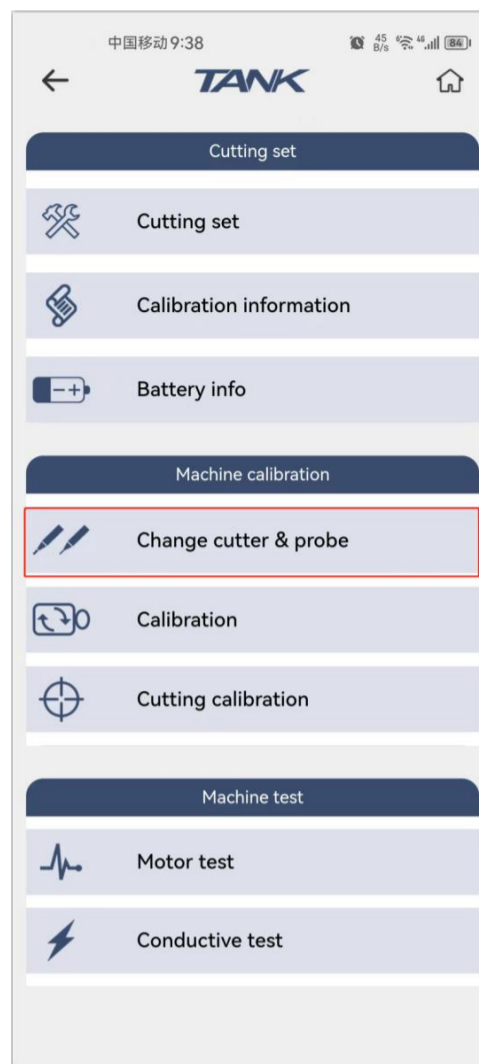 中国移动 9:38 45 B/s 46 84
TANK
Cutting set
Cutting set
Calibration information
Battery info
Machine calibration
Change cutter & probe
Calibration
Cutting calibration
Machine test
Motor test
Conductive test